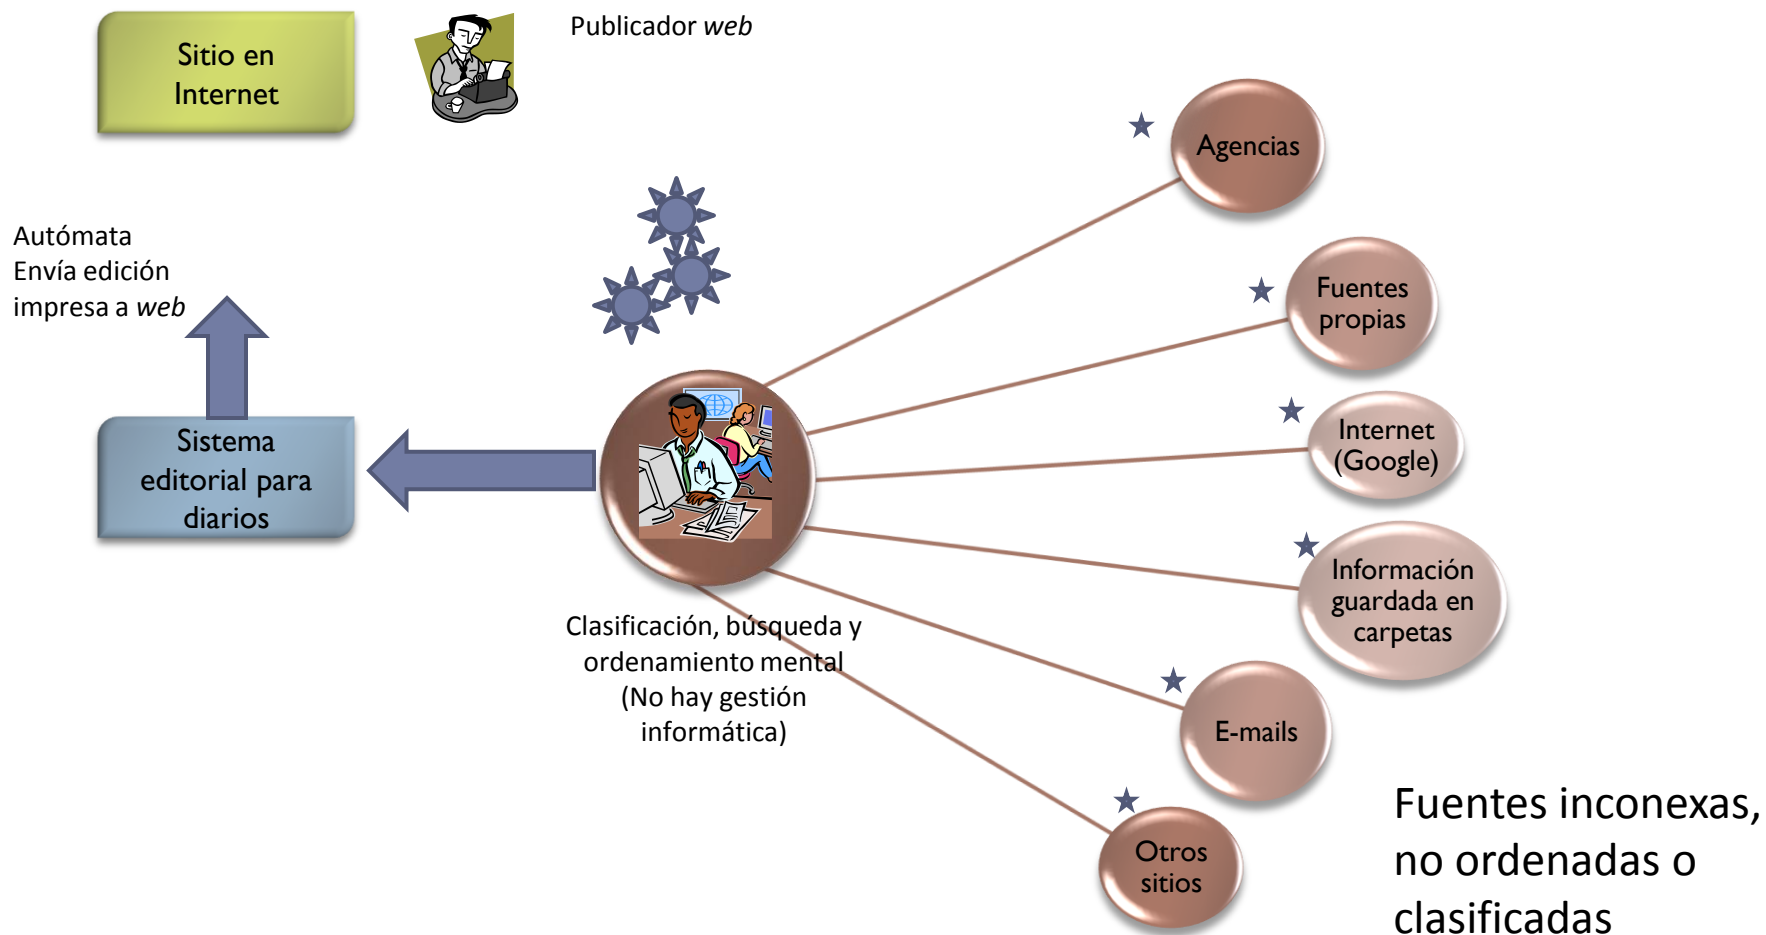 Sitio en
Internet
Publicador web
Agencias
Autómata
Envía edición
impresa a web
Fuentes
propias
Internet
(Google)
Sistema
editorial para
diarios
Información
guardada en
carpetas
Clasificación, búsqueda y
ordenamiento mental
(No hay gestión
informática)
E-mails
Otros
sitios
Fuentes inconexas,
no ordenadas o
clasificadas